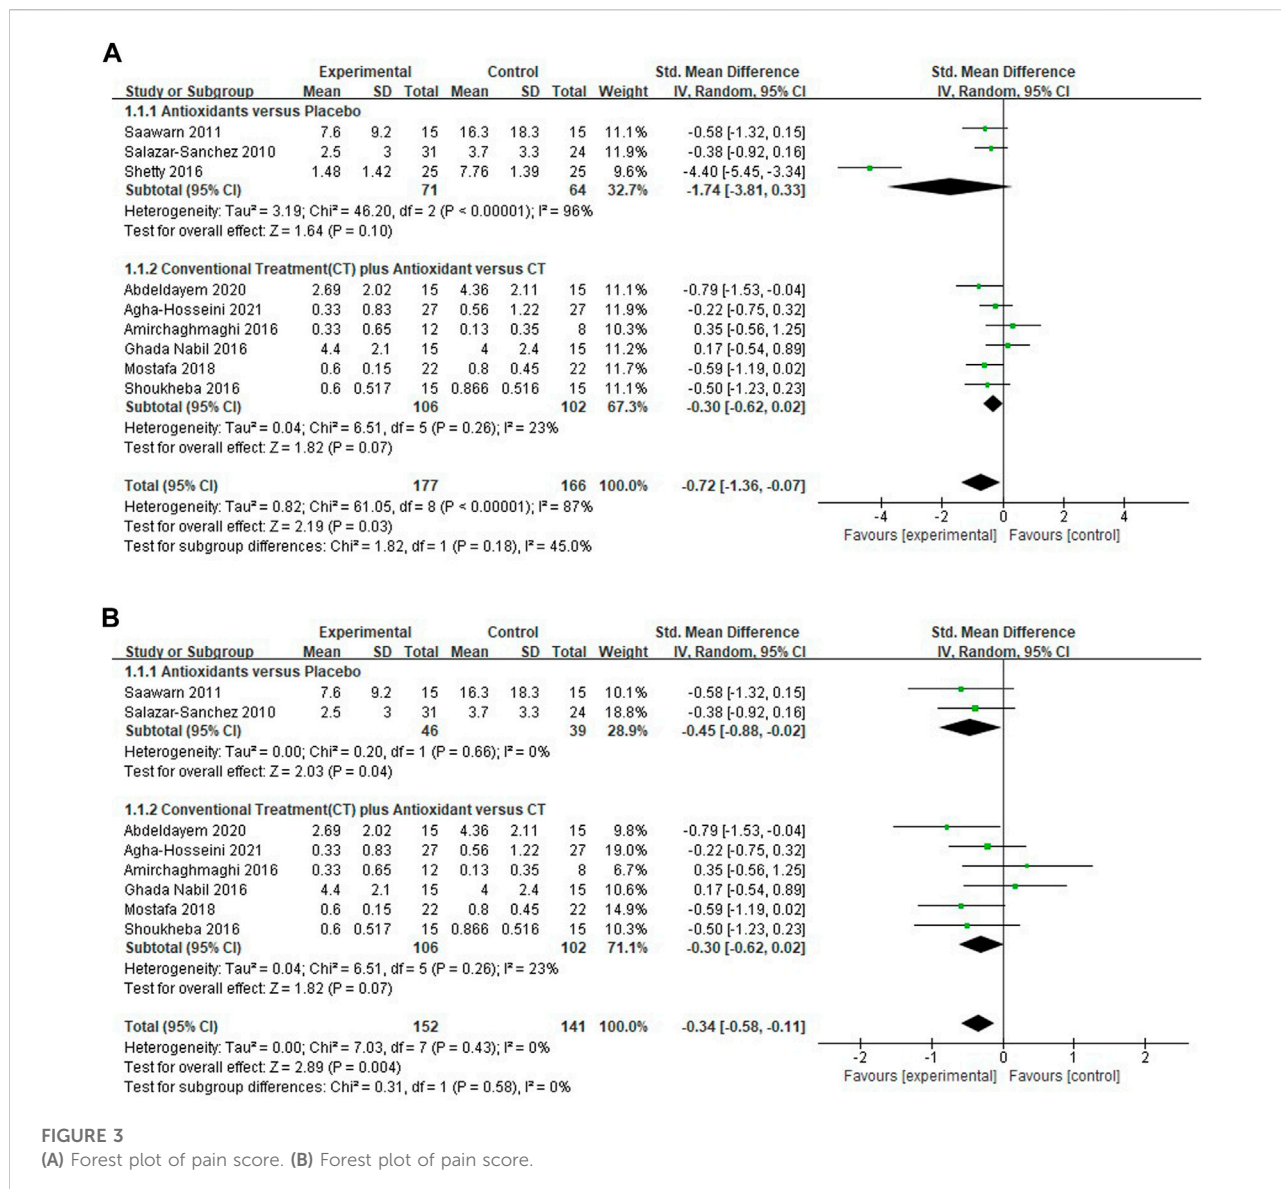 A
Experimental Control Std. Mean Difference Std. Mean Difference
Study or Subgroup Mean SD Total Mean SD Total Weight IV, Random, 95% CI IV, Random, 95% CI
1.1.1 Antioxidants versus Placebo
Saawarn 2011 7.6 9.2 15 16.3 18.3 15 11.1% -0.58 [-1.32, 0.15]
Salazar-Sanchez 2010 2.5 3 31 3.7 3.3 24 11.9% -0.38 [-0.92, 0.16]
Shetty 2016 1.48 1.42 25 7.76 1.39 25 9.6% -4.40 [-5.45, -3.34]
Subtotal (95% CI) 71 64 32.7% -1.74 [-3.81, 0.33]
Heterogeneity: Tau² = 3.19; Chi² = 46.20, df = 2 (P < 0.00001); I² = 96%
Test for overall effect: Z = 1.64 (P = 0.10)
1.1.2 Conventional Treatment(CT) plus Antioxidant versus CT
Abdeldayem 2020 2.69 2.02 15 4.36 2.11 15 11.1% -0.79 [-1.53, -0.04]
Agha-Hosseini 2021 0.33 0.83 27 0.56 1.22 27 11.9% -0.22 [-0.75, 0.32]
Amirchaghmaghi 2016 0.33 0.65 12 0.13 0.35 8 10.3% 0.35 [-0.56, 1.25]
Ghada Nabil 2016 4.4 2.1 15 4 2.4 15 11.2% 0.17 [-0.54, 0.89]
Mostafa 2018 0.6 0.15 22 0.8 0.45 22 11.7% -0.59 [-1.19, 0.02]
Shoukheba 2016 0.6 0.517 15 0.866 0.516 15 11.1% -0.50 [-1.23, 0.23]
Subtotal (95% CI) 106 102 67.3% -0.30 [-0.62, 0.02]
Heterogeneity: Tau² = 0.04; Chi² = 6.51, df = 5 (P = 0.26); I² = 23%
Test for overall effect: Z = 1.82 (P = 0.07)
Total (95% CI) 177 166 100.0% -0.72 [-1.36, -0.07]
Heterogeneity: Tau² = 0.82; Chi² = 61.05, df = 8 (P < 0.00001); I² = 87%
Test for overall effect: Z = 2.19 (P = 0.03)
Test for subgroup differences: Chi² = 1.82, df = 1 (P = 0.18), I² = 45.0%
-4 -2 0 2 4
Favours [experimental] Favours [control]
B
Experimental Control Std. Mean Difference Std. Mean Difference
Study or Subgroup Mean SD Total Mean SD Total Weight IV, Random, 95% CI IV, Random, 95% CI
1.1.1 Antioxidants versus Placebo
Saawarn 2011 7.6 9.2 15 16.3 18.3 15 10.1% -0.58 [-1.32, 0.15]
Salazar-Sanchez 2010 2.5 3 31 3.7 3.3 24 18.8% -0.38 [-0.92, 0.16]
Subtotal (95% CI) 46 39 28.9% -0.45 [-0.88, -0.02]
Heterogeneity: Tau² = 0.00; Chi² = 0.20, df = 1 (P = 0.66); I² = 0%
Test for overall effect: Z = 2.03 (P = 0.04)
1.1.2 Conventional Treatment(CT) plus Antioxidant versus CT
Abdeldayem 2020 2.69 2.02 15 4.36 2.11 15 9.8% -0.79 [-1.53, -0.04]
Agha-Hosseini 2021 0.33 0.83 27 0.56 1.22 27 19.0% -0.22 [-0.75, 0.32]
Amirchaghmaghi 2016 0.33 0.65 12 0.13 0.35 8 6.7% 0.35 [-0.56, 1.25]
Ghada Nabil 2016 4.4 2.1 15 4 2.4 15 10.6% 0.17 [-0.54, 0.89]
Mostafa 2018 0.6 0.15 22 0.8 0.45 22 14.9% -0.59 [-1.19, 0.02]
Shoukheba 2016 0.6 0.517 15 0.866 0.516 15 10.3% -0.50 [-1.23, 0.23]
Subtotal (95% CI) 106 102 71.1% -0.30 [-0.62, 0.02]
Heterogeneity: Tau² = 0.04; Chi² = 6.51, df = 5 (P = 0.26); I² = 23%
Test for overall effect: Z = 1.82 (P = 0.07)
Total (95% CI) 152 141 100.0% -0.34 [-0.58, -0.11]
Heterogeneity: Tau² = 0.00; Chi² = 7.03, df = 7 (P = 0.43); I² = 0%
Test for overall effect: Z = 2.89 (P = 0.004)
Test for subgroup differences: Chi² = 0.31, df = 1 (P = 0.58), I² = 0%
-2 -1 0 1 2
Favours [experimental] Favours [control]
FIGURE 3
(A) Forest plot of pain score. (B) Forest plot of pain score.